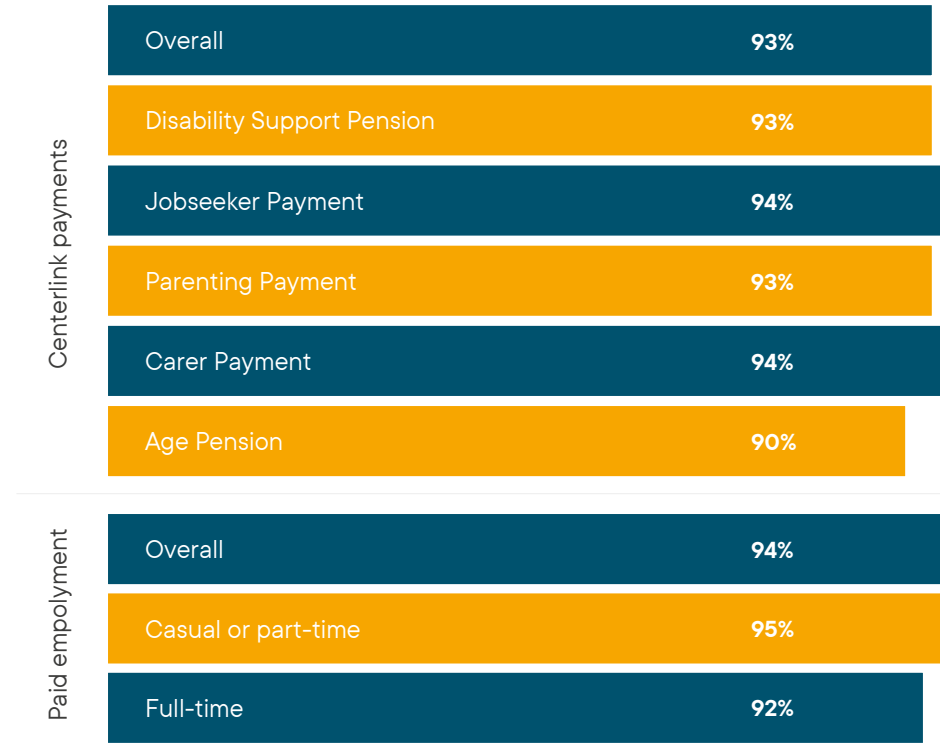 Centerlink payments
Overall 93%
Disability Support Pension 93%
Jobseeker Payment 94%
Parenting Payment 93%
Carer Payment 94%
Age Pension 90%
Paid empolyment
Overall 94%
Casual or part-time 95%
Full-time 92%